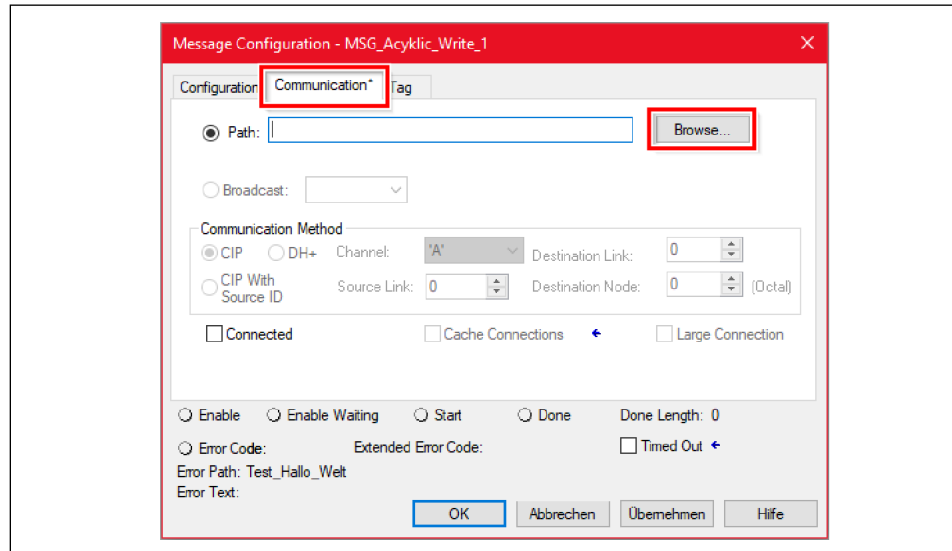 Message Configuration - MSG_Acyklic_Write_1
Configuration Communication* Tag
Path: Browse...
Broadcast:
Communication Method
CIP DH+ Channel: 'A' Destination Link: 0
CIP With
Source ID Source Link: 0 Destination Node: 0 (Octal)
Connected Cache Connections Large Connection
Enable Enable Waiting Start Done Done Length: 0
Error Code: Extended Error Code: Timed Out
Error Path: Test_Hallo_Welt
Error Text:
OK Abbrechen Übernehmen Hilfe